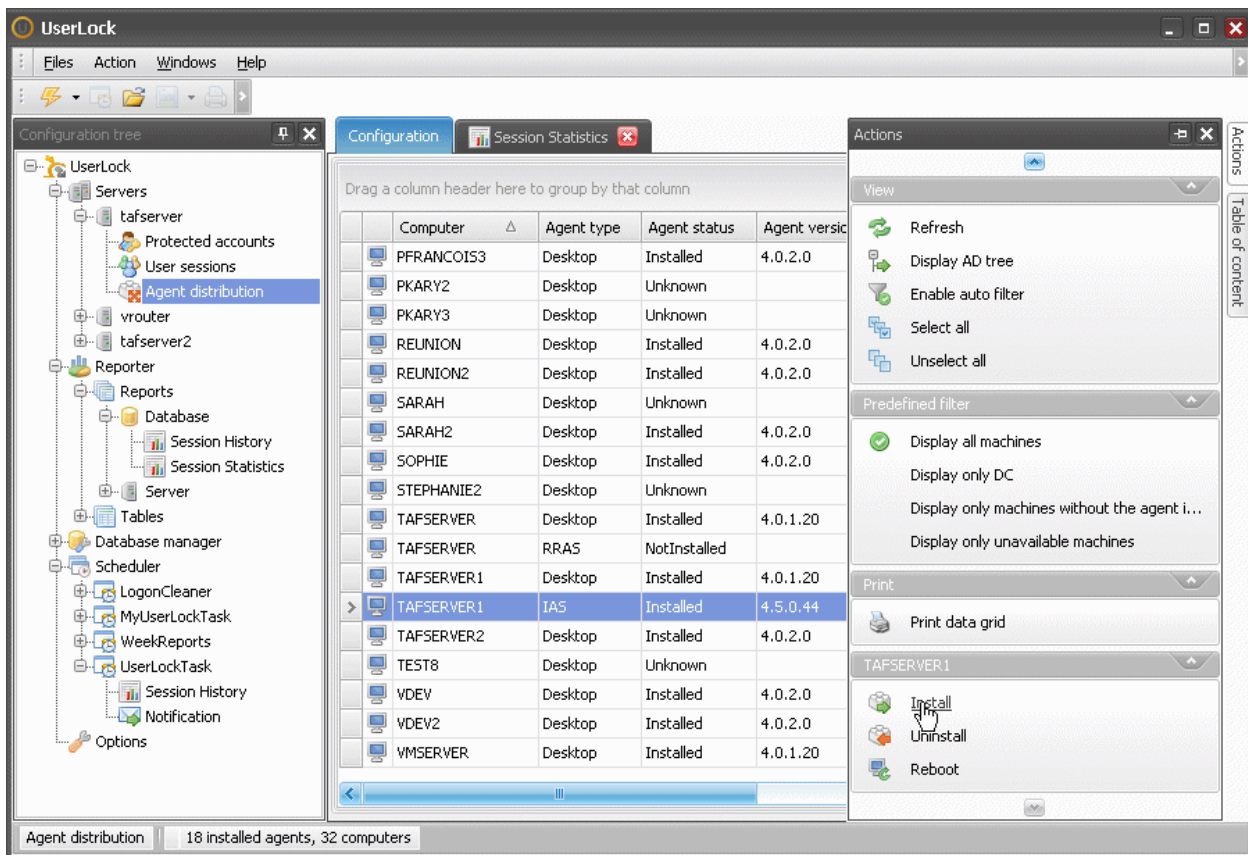 UserLock
Files Action Windows Help
Configuration tree
UserLock
Servers
tafserver
Protected accounts
User sessions
Agent distribution
vrouter
tafserver2
Reporter
Reports
Database
Session History
Session Statistics
Server
Tables
Database manager
Scheduler
LogonCleaner
MyUserLockTask
WeekReports
UserLockTask
Session History
Notification
Options
Configuration Session Statistics
Drag a column header here to group by that column
Computer Agent type Agent status Agent versic
PFRANCOIS3 Desktop Installed 4.0.2.0
PKARY2 Desktop Unknown
PKARY3 Desktop Unknown
REUNION Desktop Installed 4.0.2.0
REUNION2 Desktop Installed 4.0.2.0
SARAH Desktop Unknown
SARAH2 Desktop Installed 4.0.2.0
SOPHIE Desktop Installed 4.0.2.0
STEPHANIE2 Desktop Unknown
TAFSERVER Desktop Installed 4.0.1.20
TAFSERVER RRAS NotInstalled
TAFSERVER1 Desktop Installed 4.0.1.20
TAFSERVER1 IAS Installed 4.5.0.44
TAFSERVER2 Desktop Installed 4.0.2.0
TEST8 Desktop Unknown
VDEV Desktop Installed 4.0.2.0
VDEV2 Desktop Installed 4.0.2.0
VMSERVER Desktop Installed 4.0.1.20
Actions
View
Refresh
Display AD tree
Enable auto filter
Select all
Unselect all
Predefined filter
Display all machines
Display only DC
Display only machines without the agent i...
Display only unavailable machines
Print
Print data grid
TAFSERVER1
Install
Uninstall
Reboot
Actions
Table of content
Agent distribution 18 installed agents, 32 computers